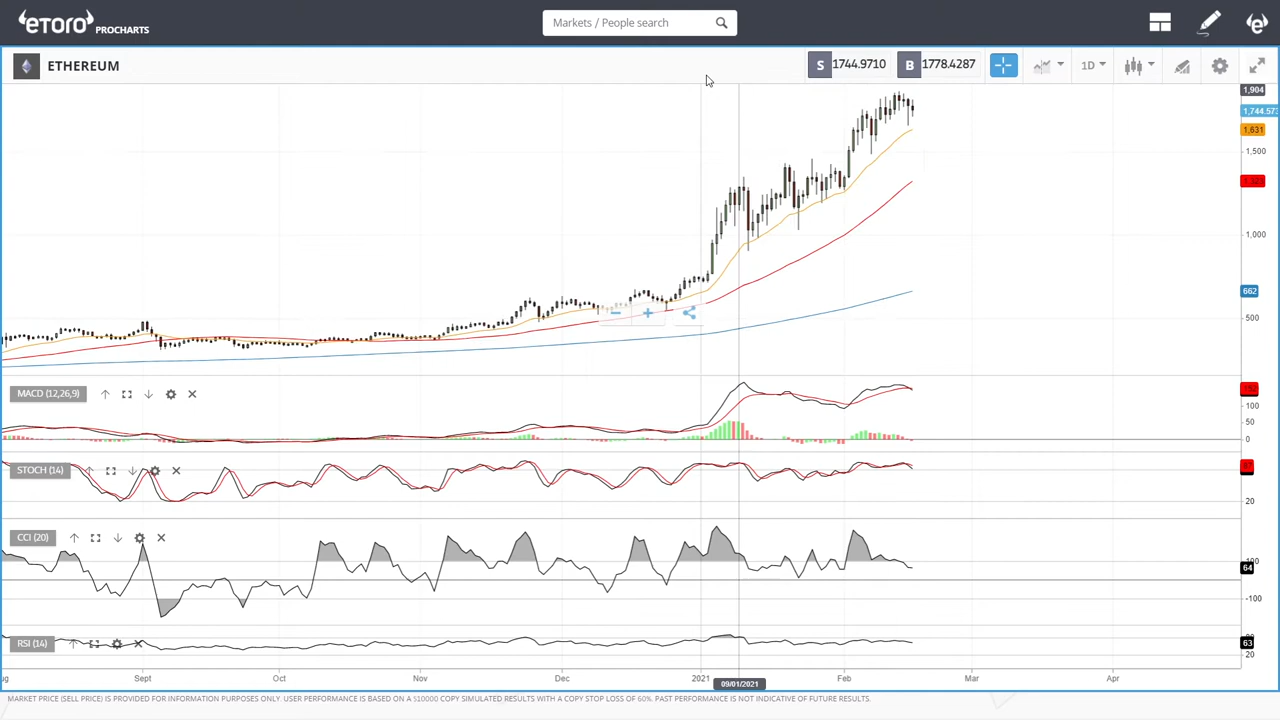 eTORO PROCHARTS
Markets / People search
ETHEREUM
S 1744.9710 B 1778.4287 1D
1,904
1,744.573
1,631
1,500
1,000
662
500
MACD (12,26,9)
100
50
0
STOCH (14)
87
20
CCI (20)
100
64
-100
RSI (14)
63
20
Sept Oct Nov Dec 2021 09/01/2021 Feb Mar Apr
MARKET PRICE (SELL PRICE) IS PROVIDED FOR INFORMATION PURPOSES ONLY. USER PERFORMANCE IS BASED ON A $10000 COPY SIMULATED RESULTS WITH A COPY STOP LOSS OF 60%. PAST PERFORMANCE IS NOT INDICATIVE OF FUTURE RESULTS.